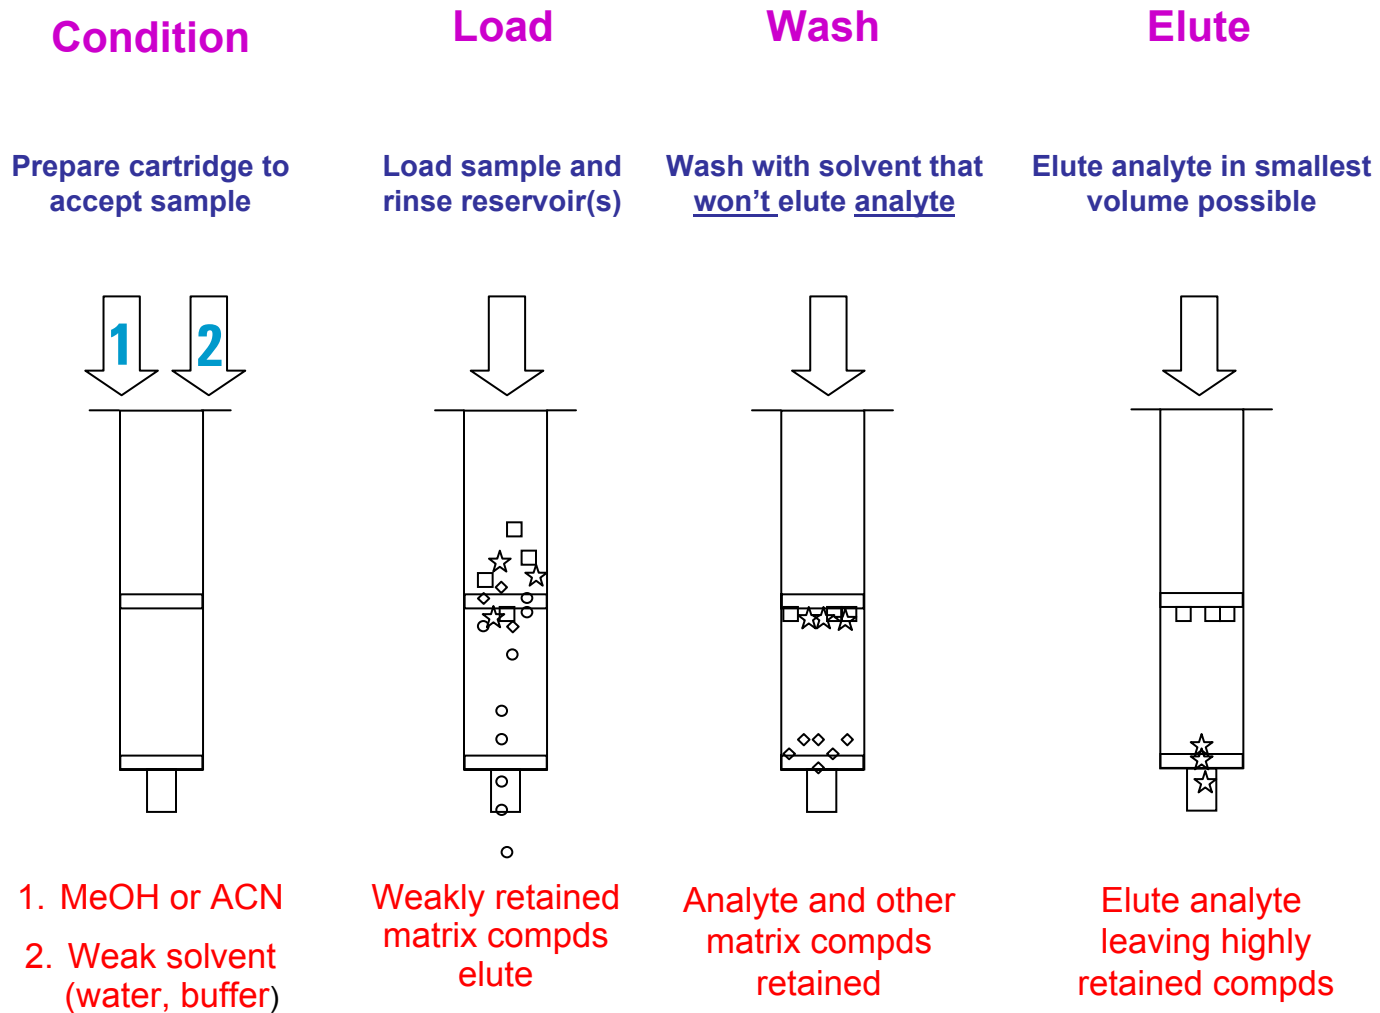 Condition
Load
Wash
Elute
Prepare cartridge to
accept sample
Load sample and
rinse reservoir(s)
Wash with solvent that
won't elute analyte
Elute analyte in smallest
volume possible
1
2
1. MeOH or ACN
2. Weak solvent
(water, buffer)
Weakly retained
matrix compds
elute
Analyte and other
matrix compds
retained
Elute analyte
leaving highly
retained compds